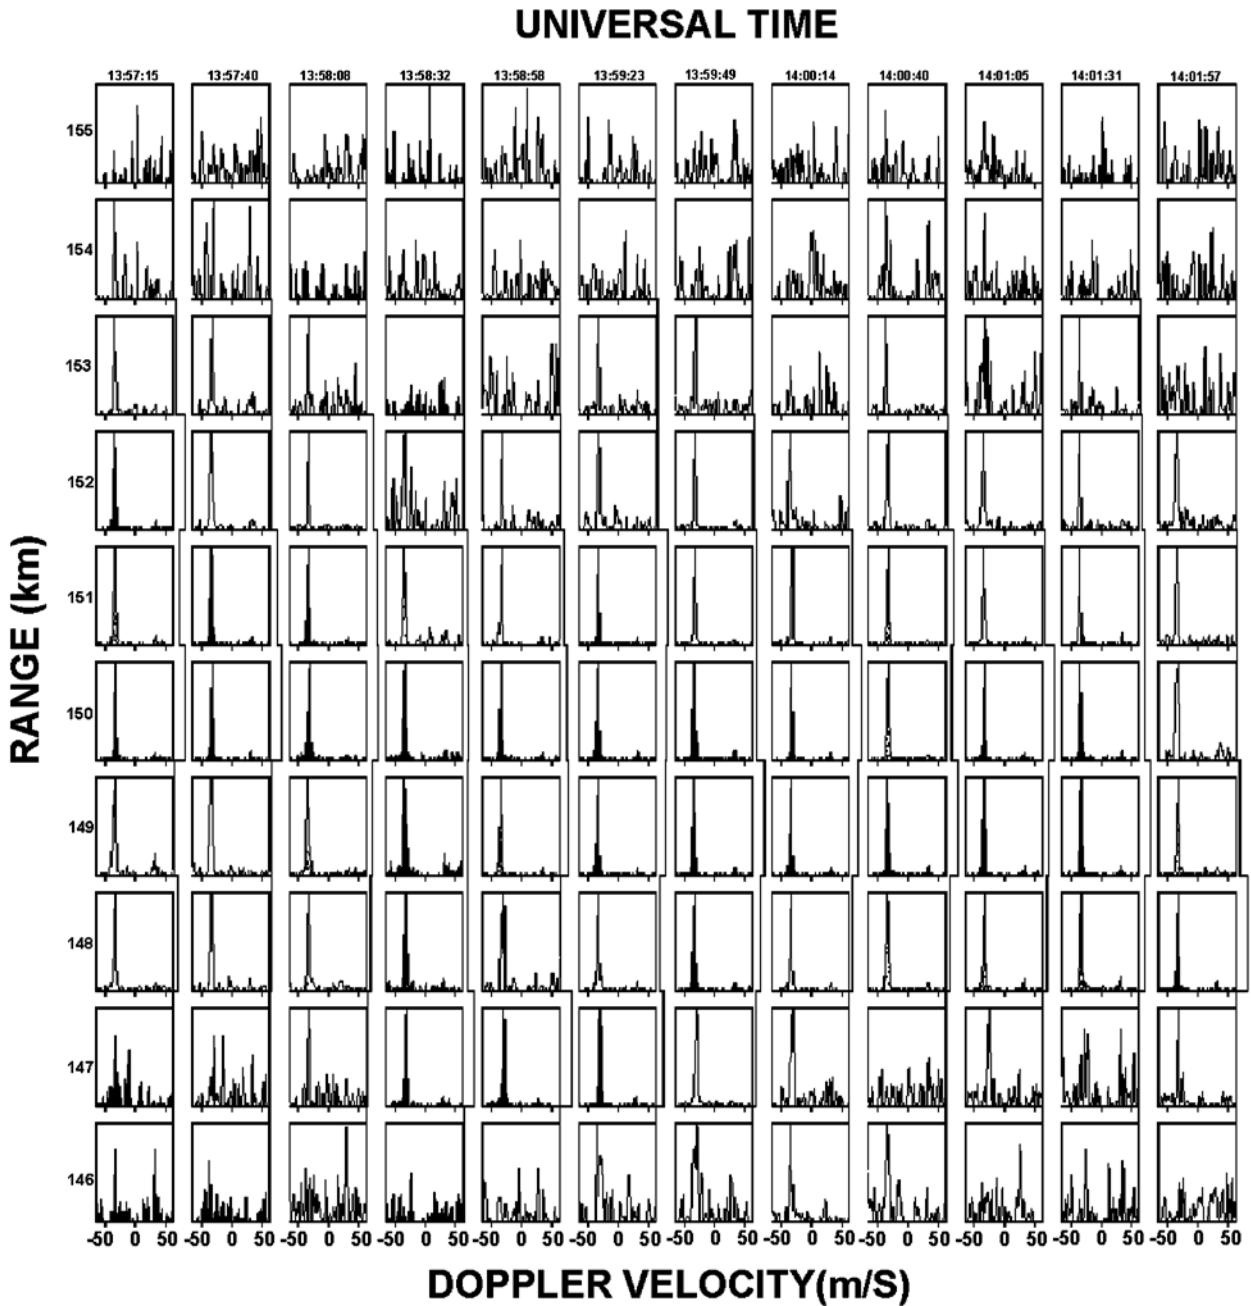 UNIVERSAL TIME
13:57:15 13:57:40 13:58:08 13:58:32 13:58:58 13:59:23 13:59:49 14:00:14 14:00:40 14:01:05 14:01:31 14:01:57
155
154
153
152
151
150
149
148
147
146
RANGE (km)
-50 0 50 -50 0 50 -50 0 50 -50 0 50 -50 0 50 -50 0 50 -50 0 50 -50 0 50 -50 0 50 -50 0 50 -50 0 50 -50 0 50
DOPPLER VELOCITY(m/S)